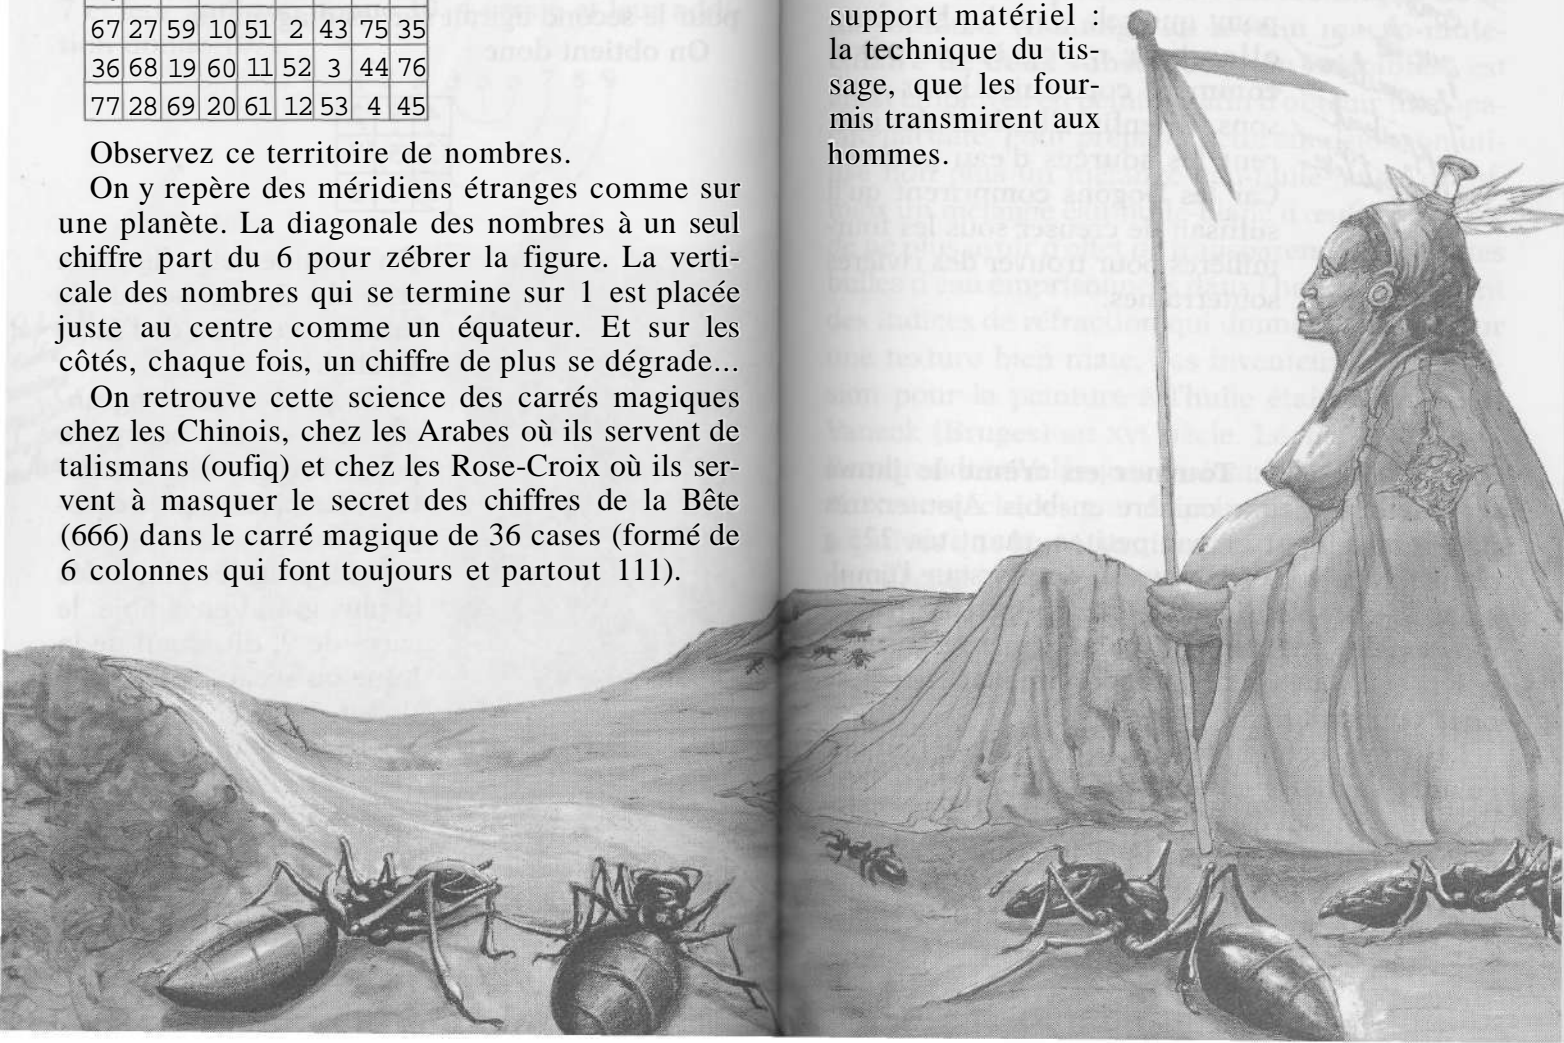 67 27 59 10 51 2 43 75 35
36 68 19 60 11 52 3 44 76
77 28 69 20 61 12 53 4 45
Observez ce territoire de nombres.
On y repère des méridiens étranges comme sur
une planète. La diagonale des nombres à un seul
chiffre part du 6 pour zébrer la figure. La verti-
cale des nombres qui se termine sur 1 est placée
juste au centre comme un équateur. Et sur les
côtés, chaque fois, un chiffre de plus se dégrade...
On retrouve cette science des carrés magiques
chez les Chinois, chez les Arabes où ils servent de
talismans (oufiq) et chez les Rose-Croix où ils ser-
vent à masquer le secret des chiffres de la Bête
(666) dans le carré magique de 36 cases (formé de
6 colonnes qui font toujours et partout 111).
support matériel à
la technique du tis-
sage, que les four-
mis transmirent aux
hommes.